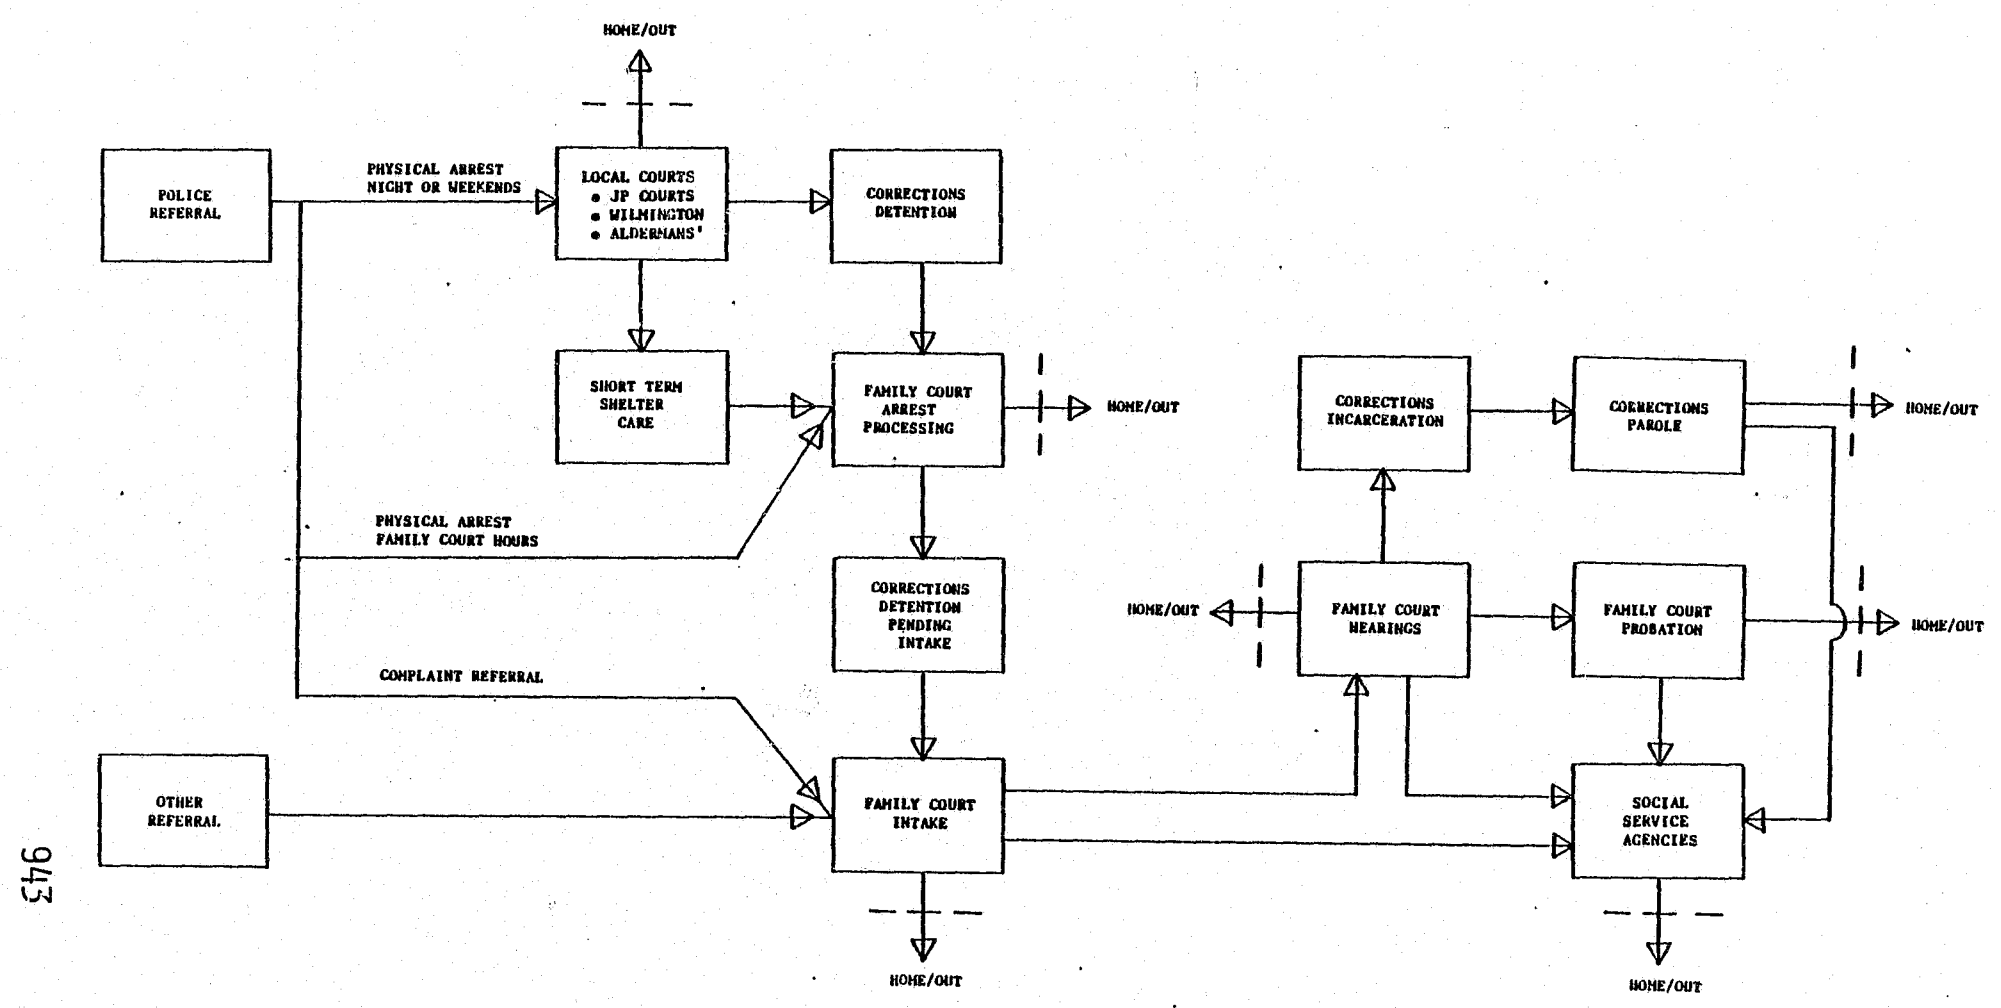 HOME/OUT
POLICE
REFERRAL
PHYSICAL ARREST
NIGHT OR WEEKENDS
LOCAL COURTS
• JP COURTS
• WILMINGTON
• ALDERMANS'
CORRECTIONS
DETENTION
SHORT TERM
SHELTER
CARE
FAMILY COURT
ARREST
PROCESSING
HOME/OUT
CORRECTIONS
INCARCERATION
CORRECTIONS
PAROLE
HOME/OUT
PHYSICAL ARREST
FAMILY COURT HOURS
CORRECTIONS
DETENTION
PENDING
INTAKE
HOME/OUT
FAMILY COURT
HEARINGS
FAMILY COURT
PROBATION
HOME/OUT
COMPLAINT REFERRAL
OTHER
REFERRAL
FAMILY COURT
INTAKE
SOCIAL
SERVICE
AGENCIES
HOME/OUT
HOME/OUT
943